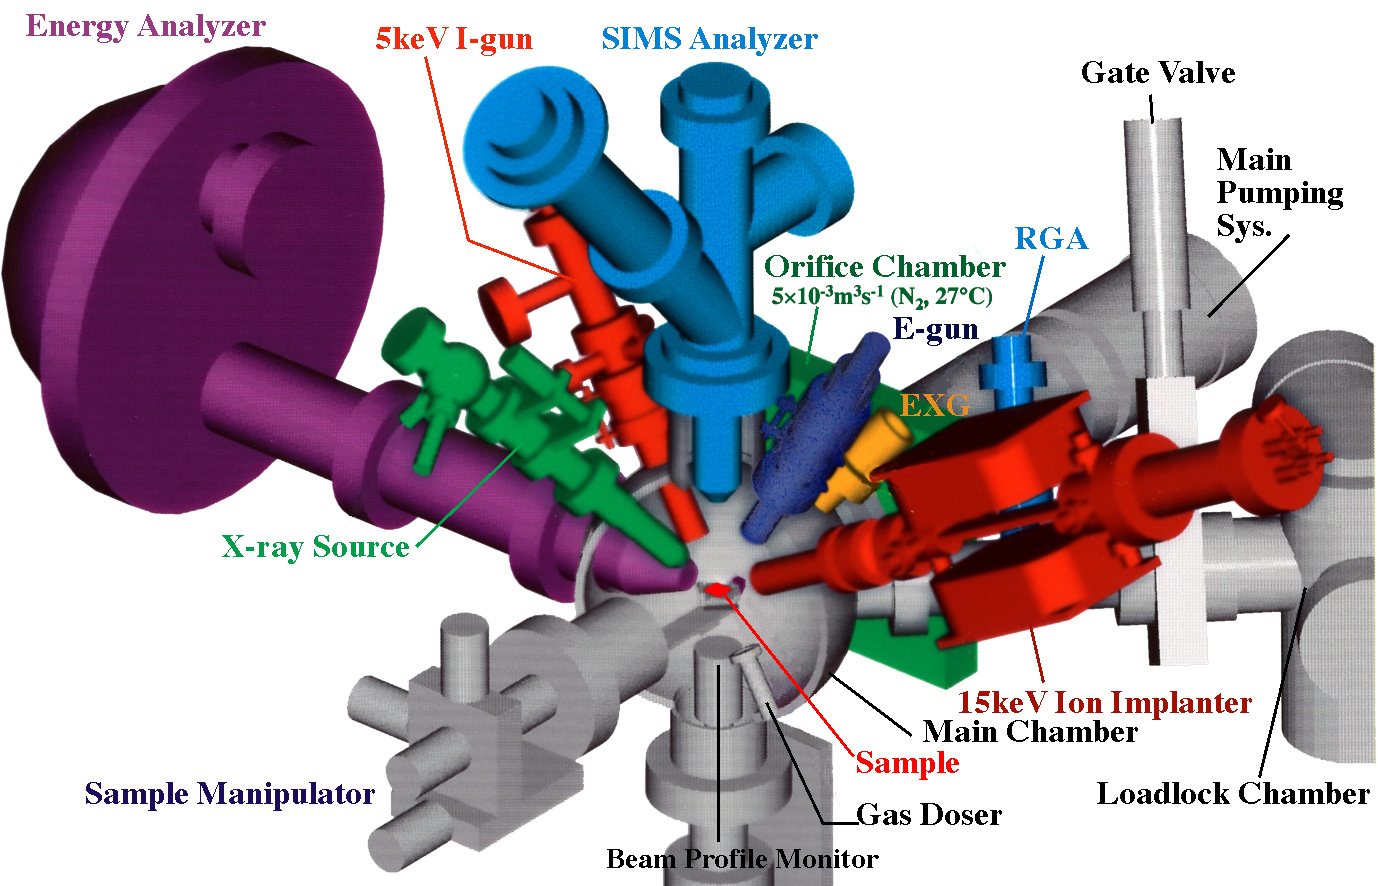 Energy Analyzer
5keV I-gun
SIMS Analyzer
Gate Valve
Main
Pumping
Sys.
RGA
Orifice Chamber
5×10⁻³m³s⁻¹ (N₂, 27°C)
E-gun
EXG
X-ray Source
15keV Ion Implanter
Main Chamber
Sample
Sample Manipulator
Loadlock Chamber
Gas Doser
Beam Profile Monitor